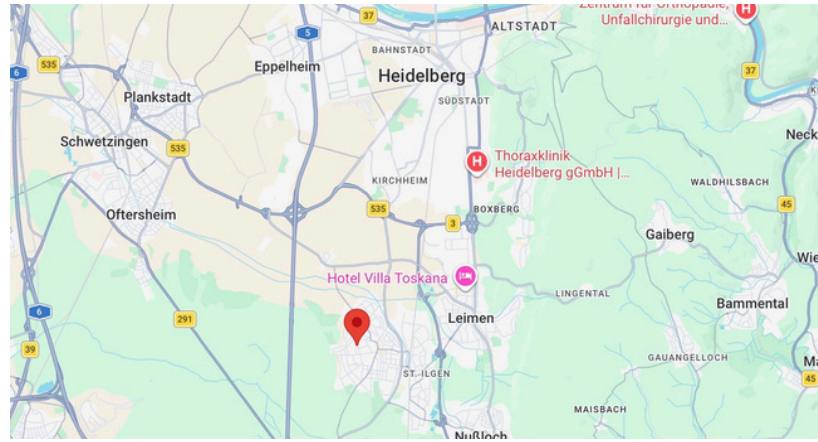 Zentrum für Orthopädie,
Unfallchirurgie und...
37
ALTSTADT
5
BAHNSTADT
535
6
Eppelheim
Heidelberg
37
Plankstadt
SÜDSTADT
Schwetzingen
535
Thoraxklinik
Heidelberg gGmbH |...
Neck
KIRCHHEIM
WALDHILSBACH
535
3
BOXBERG
45
Oftersheim
Gaiberg
Wie
Hotel Villa Toskana
LINGENTAL
Bammental
6
291
Leimen
39
GAUANGELLOCH
Ma
ST. ILGEN
45
MAISBACH
Nußloch
H
H